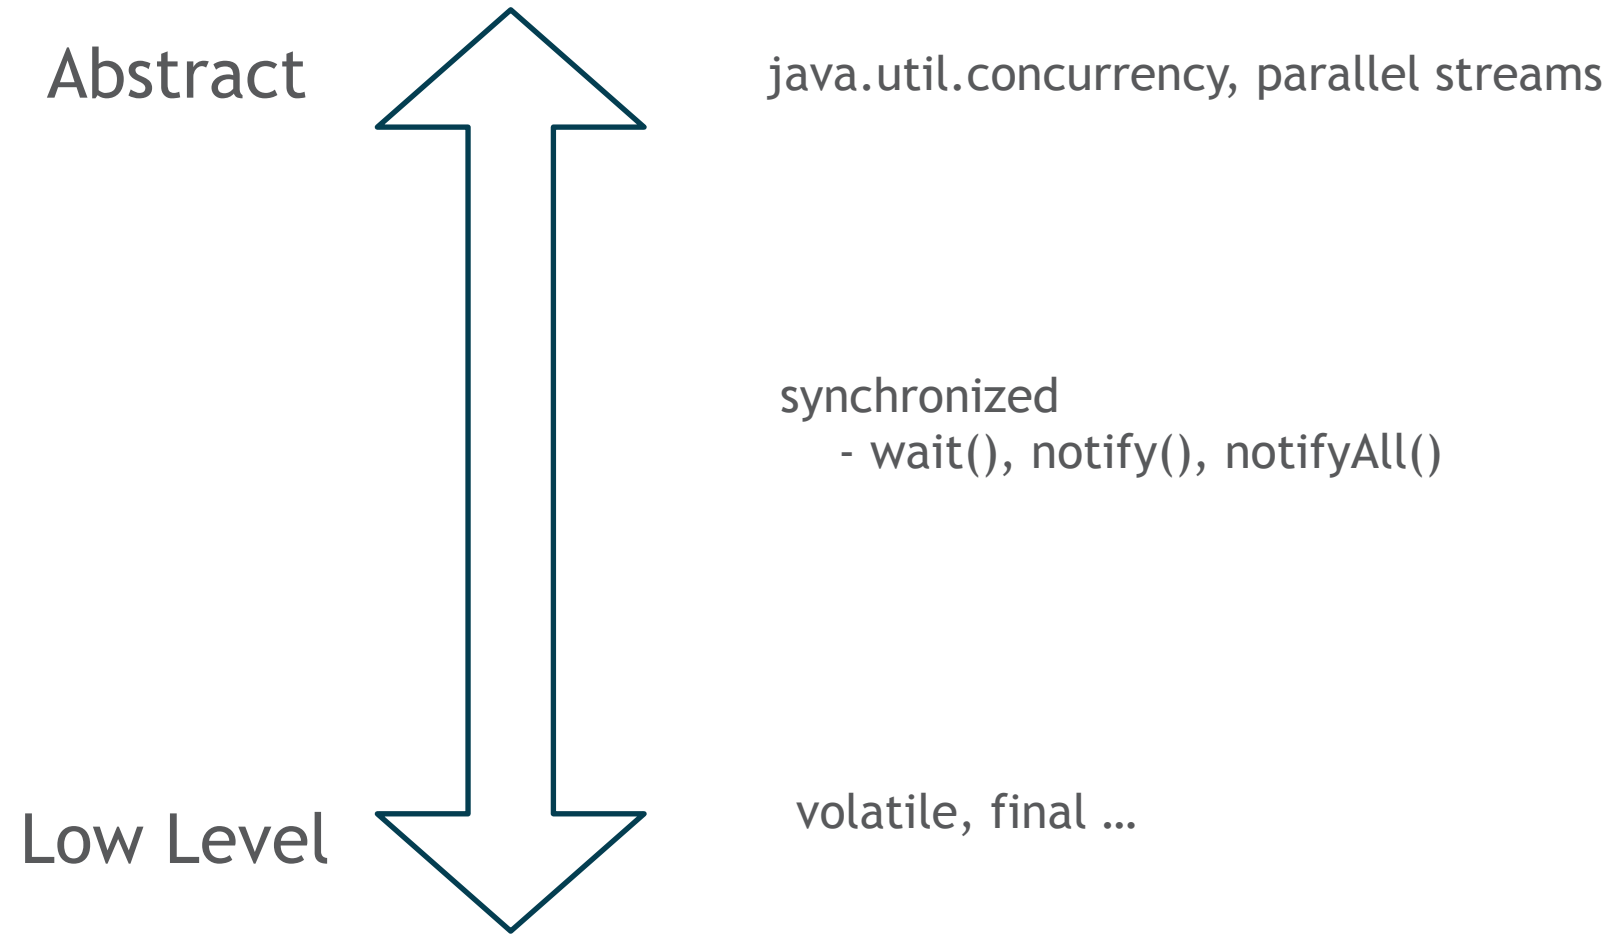 Abstract
java.util.concurrency, parallel streams
synchronized
- wait(), notify(), notifyAll()
Low Level
volatile, final ...